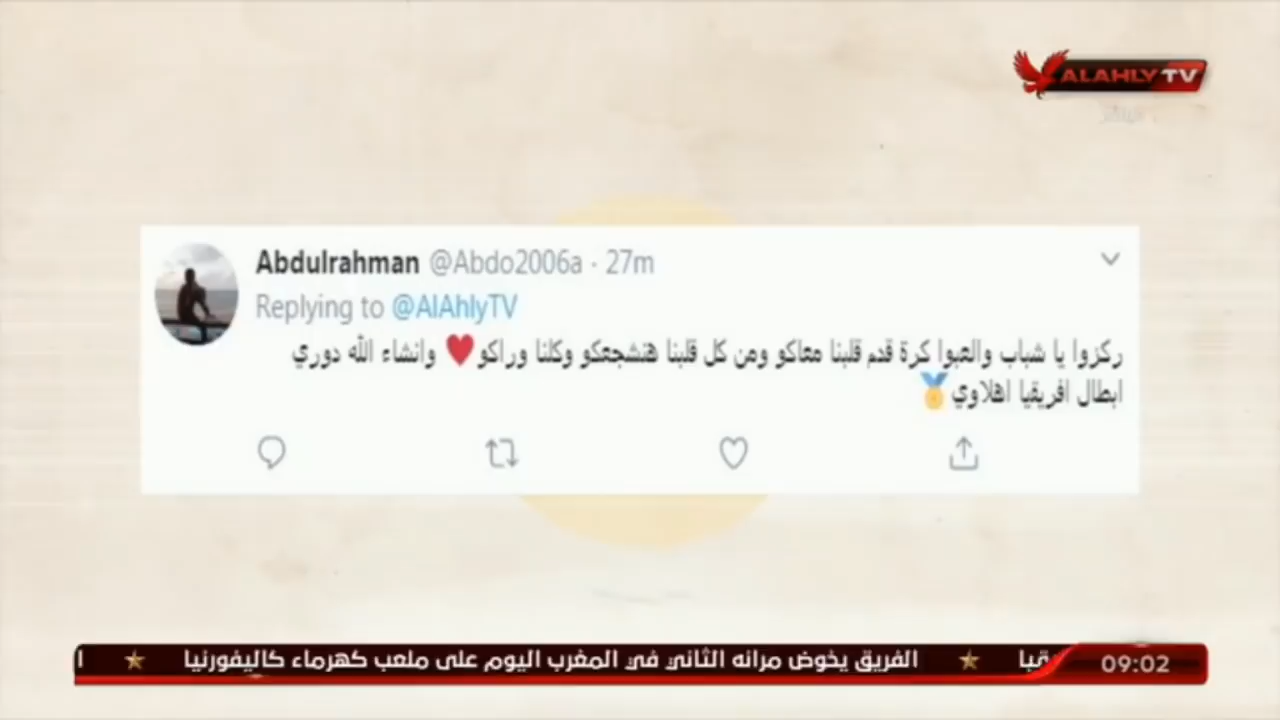 ALAHLY TV
Abdulrahman @Abdo2006a · 27m
Replying to @AlAhlyTV
ركزوا يا شباب والعبوا كرة قدم قلبنا معاكو ومن كل قلبنا هنشجعكو وكلنا وراكو♥ وانشاء الله دوري
ابطال افريقيا اهلاوي🏅
الفريق يخوض مرانه الثاني في المغرب اليوم على ملعب كهرماء كاليفورنيا
09:02